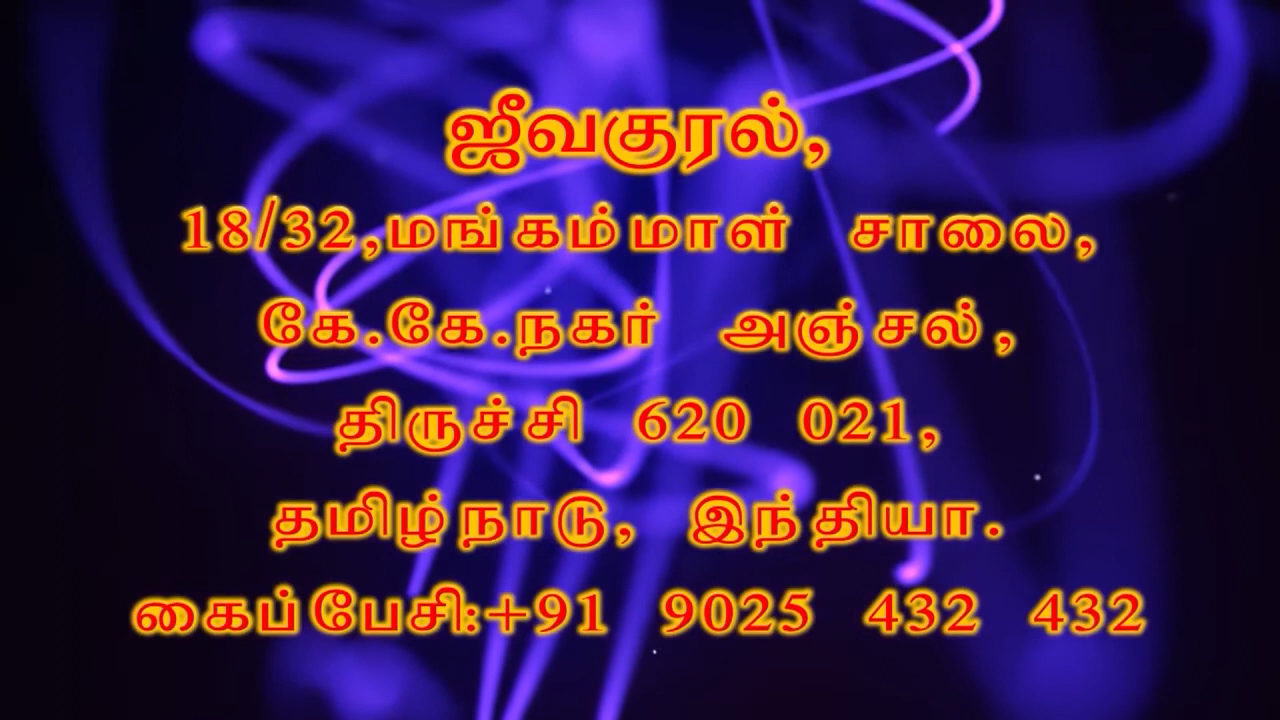 ஜீவகுரல்,
18/32,மங்கம்மாள் சாலை,
கே.கே.நகர் அஞ்சல்,
திருச்சி 620 021,
தமிழ்நாடு, இந்தியா.
கைப்பேசி:+91 9025 432 432